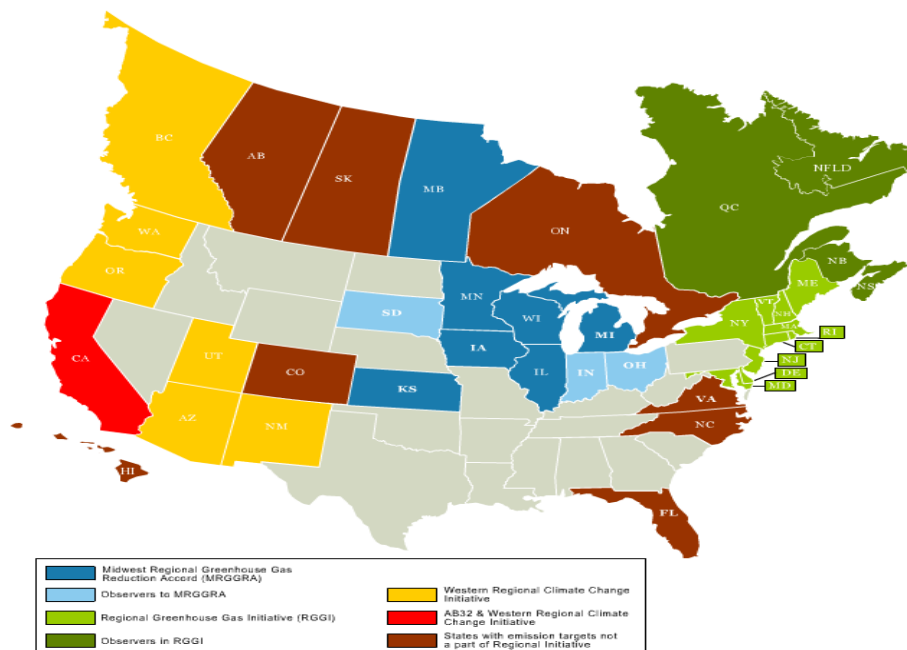 BC
AB
SK
MB
ON
QC
NFLD
NB
NS
WA
OR
CA
UT
AZ
CO
NM
SD
KS
MN
IA
WI
IL
MI
IN
OH
NY
VT
NH
ME
MA
RI
CT
NJ
DE
MD
VA
NC
FL
HI
Midwest Regional Greenhouse Gas
Reduction Accord (MRGGRA)
Observers to MRGGRA
Regional Greenhouse Gas Initiative (RGGI)
Observers in RGGI
Western Regional Climate Change
Initiative
AB32 & Western Regional Climate
Change Initiative
States with emission targets not
a part of Regional Initiative